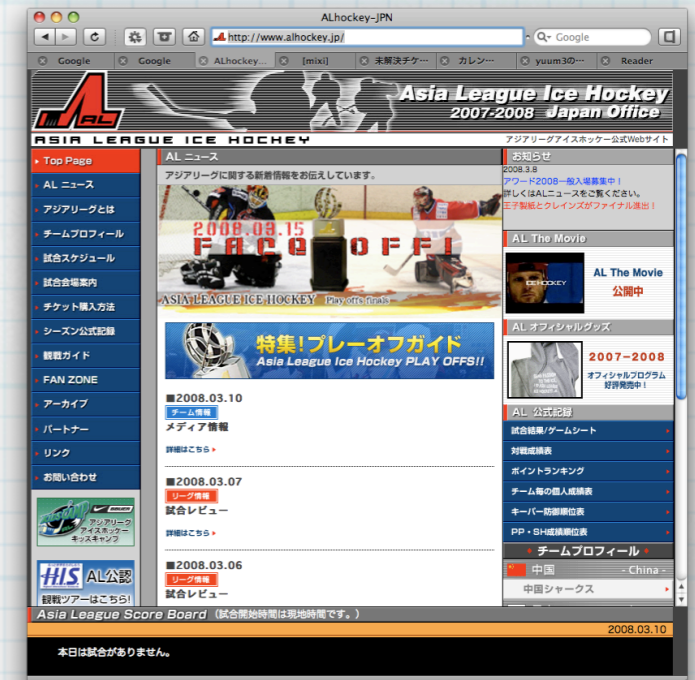 ALhockey-JPN
http://www.alhockey.jp/
Google
Google
Google
ALhockey...
[mixi]
未解決チケ…
カレン…
yuum3の…
Reader
AL
Asia League Ice Hockey
2007-2008 Japan Office
ASIA LEAGUE ICE HOCHEY
アジアリーグアイスホッケー公式Webサイト
Top Page
AL ニュース
アジアリーグとは
チームプロフィール
試合スケジュール
試合会場案内
チケット購入方法
シーズン公式記録
観戦ガイド
FAN ZONE
アーカイブ
パートナー
リンク
お問い合わせ
アジアリーグ
アイスホッケー
キッズキャンプ
H.I.S. AL公認
観戦ツアーはこちら!
AL ニュース
アジアリーグに関する新着情報をお伝えしています。
2008.03.15
FACE OFF!
ASIA LEAGUE ICE HOCKEY Play offs finals
特集!プレーオフガイド
Asia League Ice Hockey PLAY OFFS!!
■2008.03.10
チーム情報
メディア情報
詳細はこちら
■2008.03.07
リーグ情報
試合レビュー
詳細はこちら
■2008.03.06
リーグ情報
試合レビュー
お知らせ
2008.3.8
アワード2008一般入場募集中！
詳しくはALニュースをご覧ください。
王子製紙とクレインズがファイナル進出！
AL The Movie
ICEHOCKEY
AL The Movie
公開中
AL オフィシャルグッズ
2007-2008
オフィシャルプログラム
好評発売中！
AL 公式記録
試合結果/ゲームシート
対戦成績表
ポイントランキング
チーム毎の個人成績表
キーパー防御順位表
PP・SH成績順位表
チームプロフィール
中国 - China -
中国シャークス
Asia League Score Board (試合開始時間は現地時間です。)
2008.03.10
本日は試合がありません。